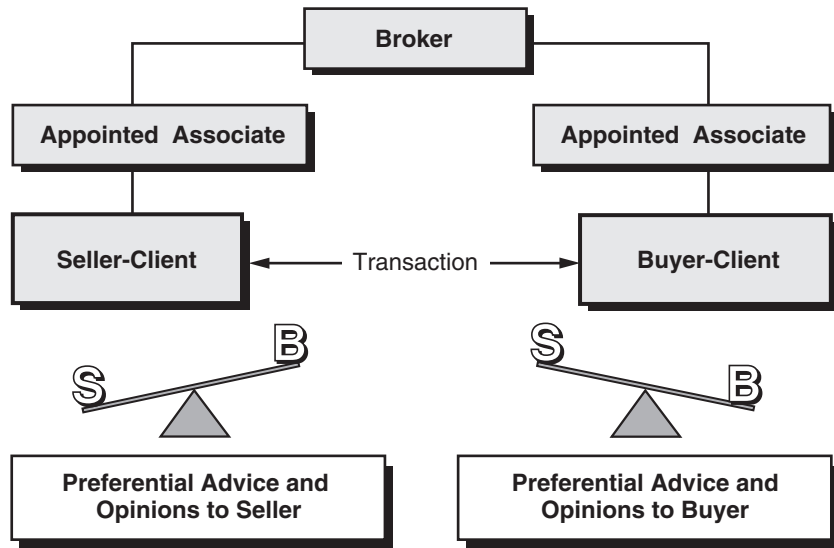 Broker
Appointed Associate
Appointed Associate
Seller-Client
Transaction
Buyer-Client
S
B
S
B
Preferential Advice and
Opinions to Seller
Preferential Advice and
Opinions to Buyer